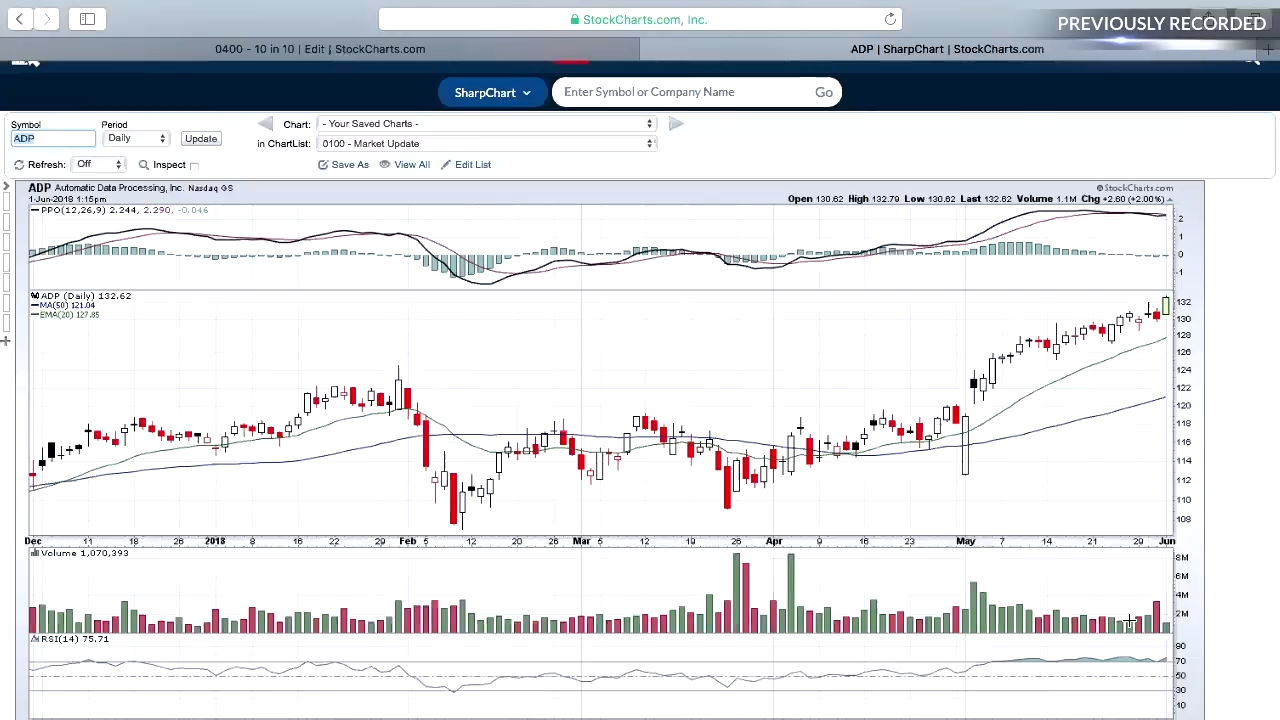 StockCharts.com, Inc.
PREVIOUSLY RECORDED
0400 - 10 in 10 | Edit | StockCharts.com
ADP | SharpChart | StockCharts.com
SharpChart
Enter Symbol or Company Name
Go
Symbol
Period
Chart:
- Your Saved Charts -
ADP
Daily
Update
in ChartList:
0100 - Market Update
Refresh:
Off
Inspect
Save As
View All
Edit List
ADP Automatic Data Processing, Inc. Nasdaq GS
© StockCharts.com
1-Jun-2018 1:15pm
Open 130.62 High 132.79 Low 130.62 Last 132.62 Volume 1.1M Chg +2.60 (+2.00%)
PPO(12,26,9) 2.244, 2.290, -0.046
2
1
0
-1
ADP (Daily) 132.62
MA(50) 121.04
EMA(20) 127.85
132
130
128
126
124
122
120
118
116
114
112
110
108
Dec 11 18 26 2018 8 16 22 29 Feb 5 12 20 26 Mar 5 12 19 26 Apr 9 16 23 May 7 14 21 29 Jun
Volume 1,070,393
8M
6M
4M
2M
RSI(14) 75.71
90
70
50
30
10